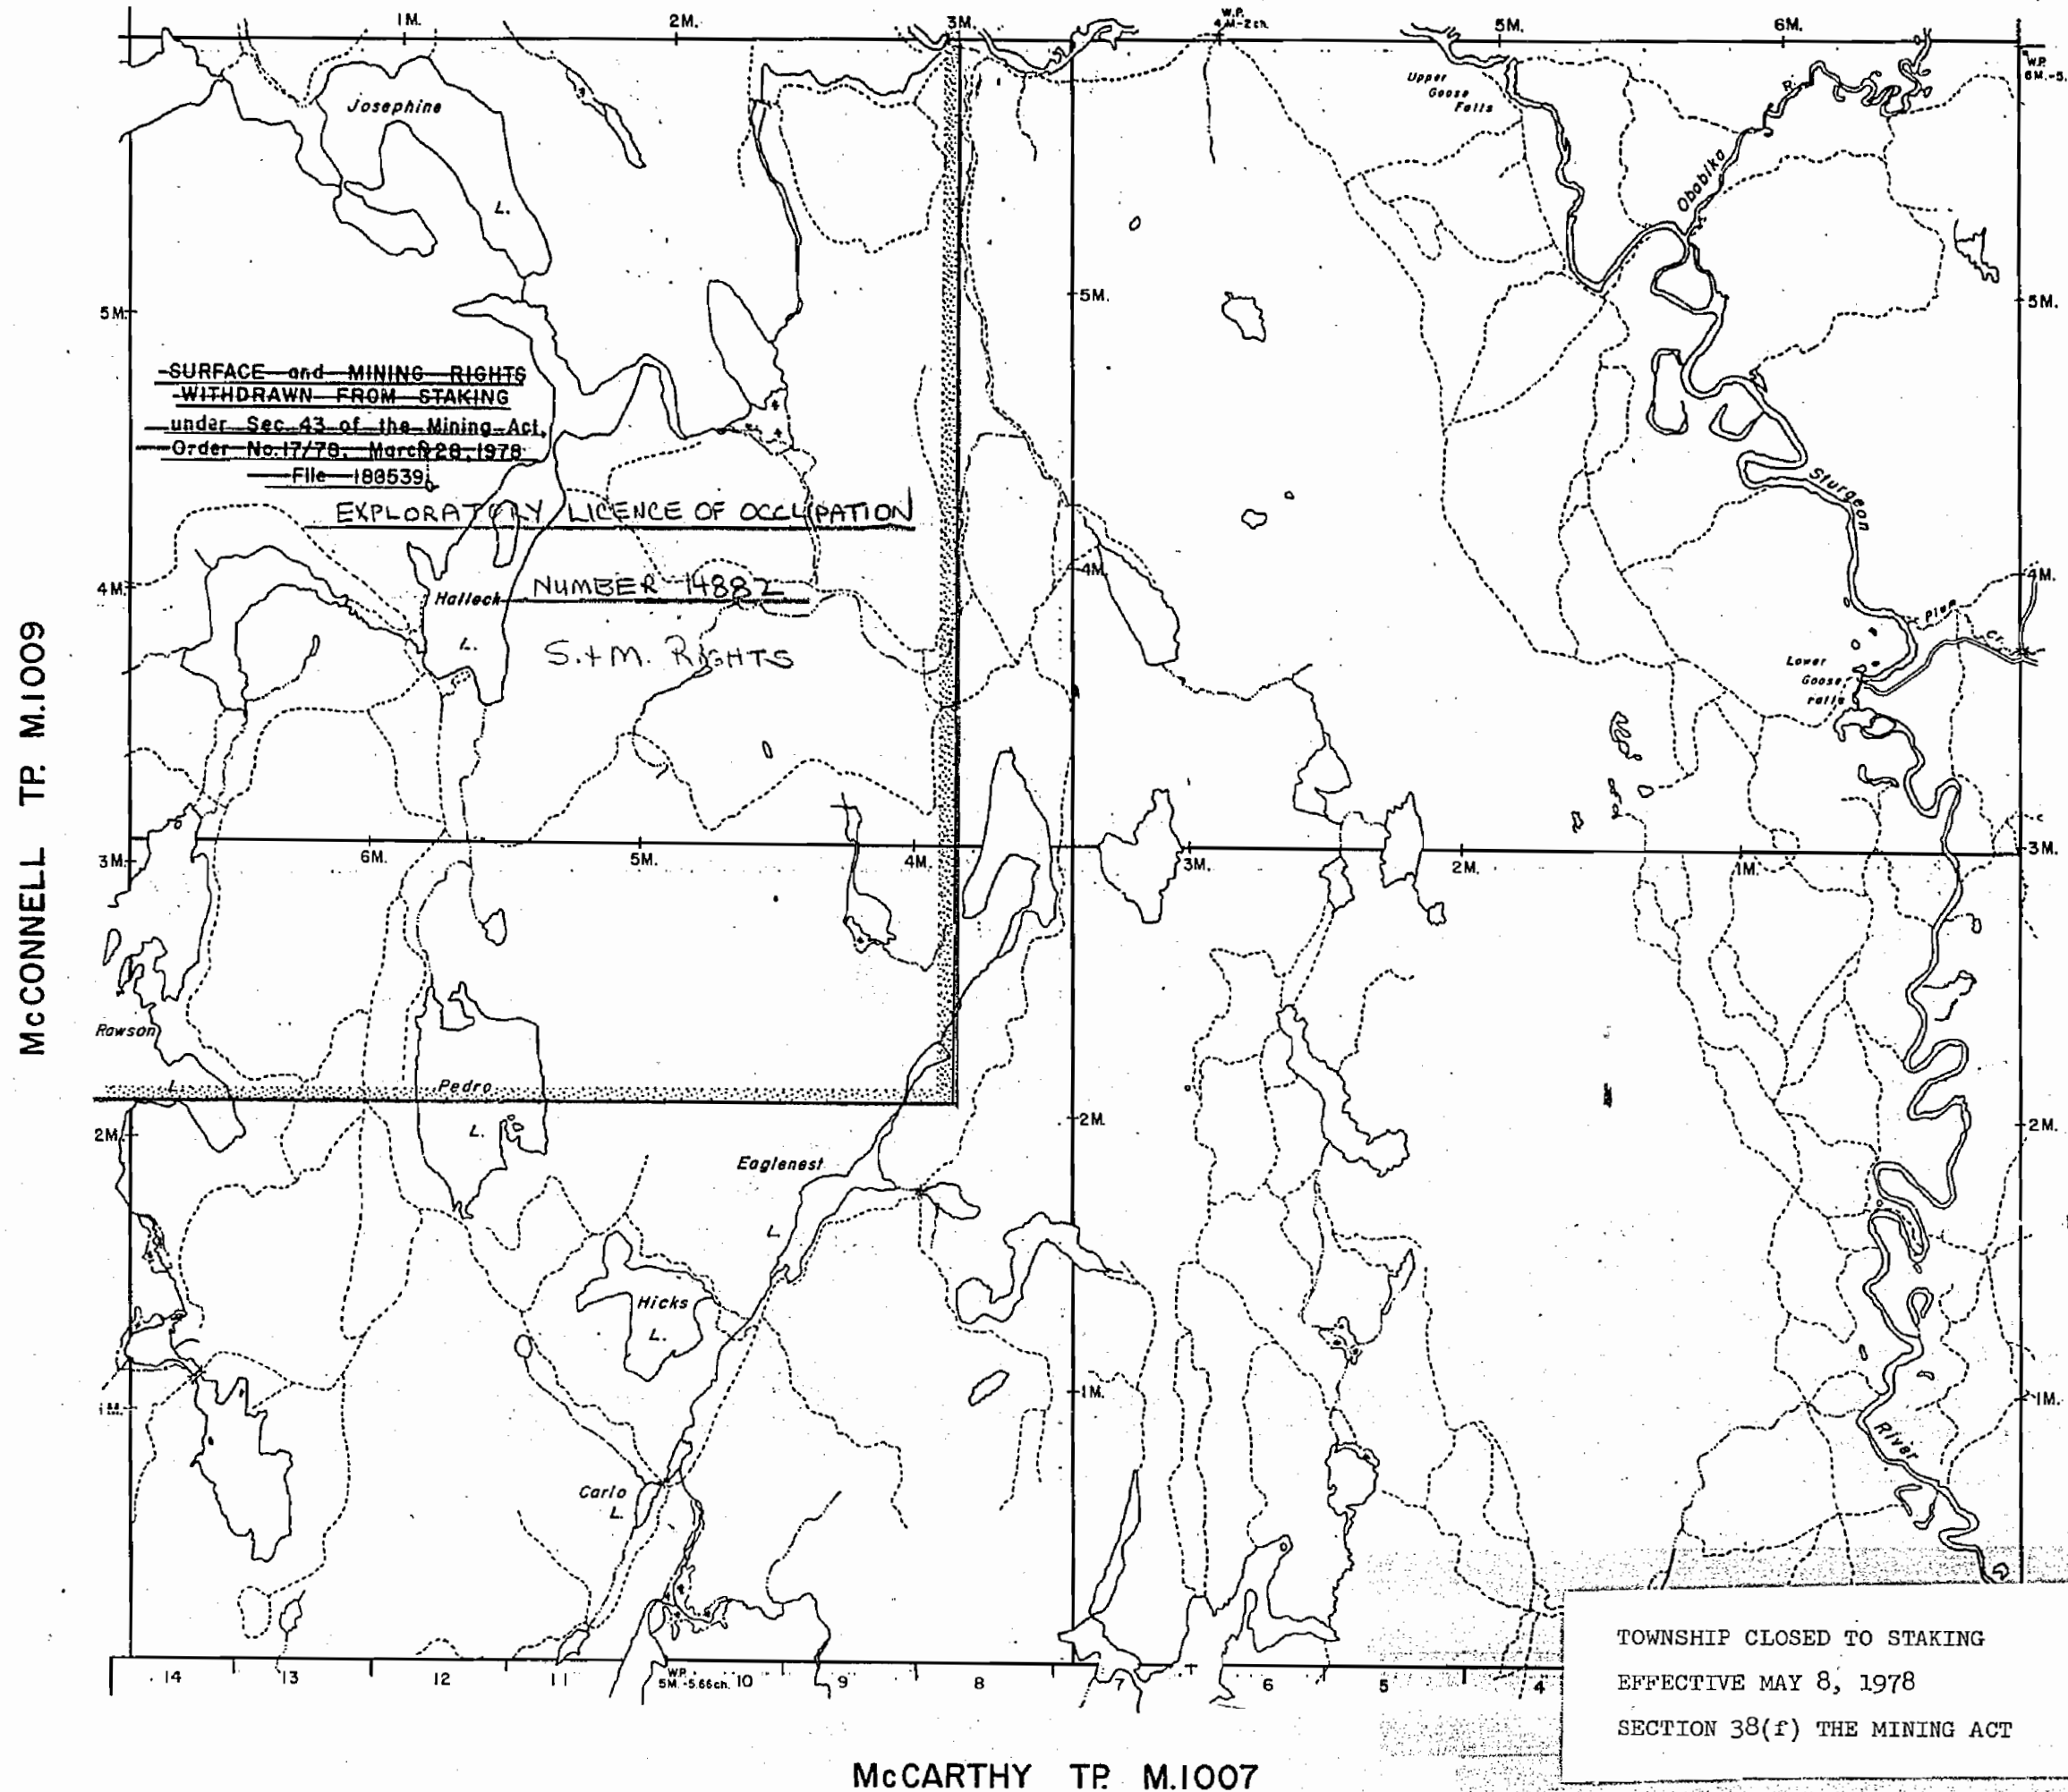 1M.
2M.
3M.
W.P.
4M-2ch.
5M.
6M.
W.P.
6M.-5.
Josephine
L.
Upper
Goose
Falls
R.
Obabika
5M
5M.
5M.
-SURFACE and MINING RIGHTS
-WITHDRAWN FROM STAKING
under Sec. 43 of the Mining Act,
Order No. 17/78, March 28, 1978
File 188539
EXPLORATORY LICENCE OF OCCUPATION
NUMBER 14882
S.+M. RIGHTS
Sturgeon
4M.
4M.
4M.
Halleck
L.
Plum
Cr.
Lower
Goose
Falls
McCONNELL TP. M.1009
3M.
6M.
5M.
4M.
3M.
2M.
1M.
3M.
Rawson
L.
Pedro
L.
2M.
2M.
2M.
Eaglenest
L.
Hicks
L.
1M.
1M.
1M.
River
Carlo
L.
14
13
12
11
W.P.
5M.-5.66ch.
10
9
8
7
6
5
4
TOWNSHIP CLOSED TO STAKING
EFFECTIVE MAY 8, 1978
SECTION 38(f) THE MINING ACT
McCARTHY TP. M.1007